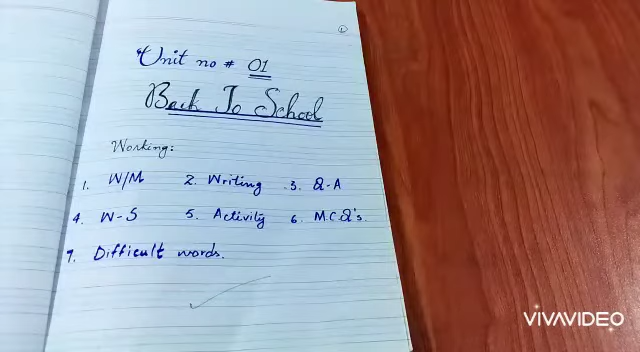 1
Unit no # 01
Back To School
Working:
1. W/M 2. Writing 3. Q-A
4. W-S 5. Activity 6. M.C.Q's.
7. Difficult words.
VIVAVIDEO